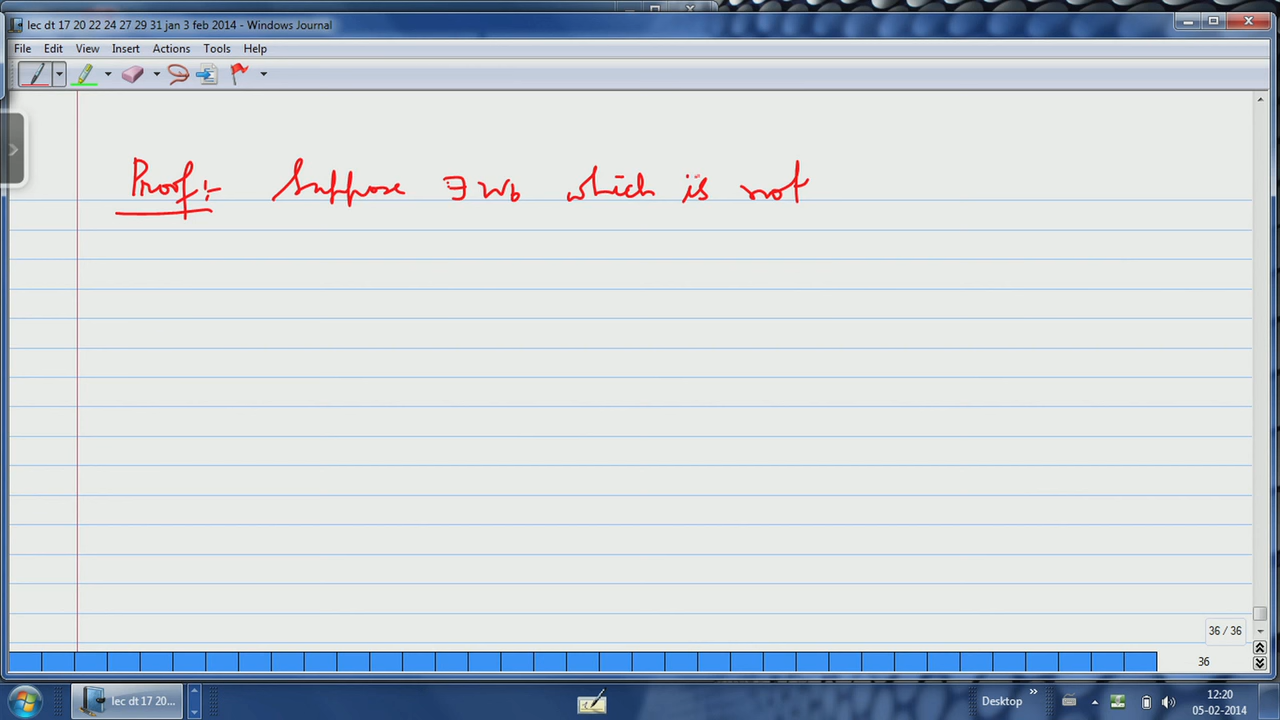 lec dt 17 20 22 24 27 29 31 jan 3 feb 2014 - Windows Journal
File Edit View Insert Actions Tools Help
Proof:- Suppose ∃ w₀ which is not
36 / 36
36
lec dt 17 20...
Desktop
12:20
05-02-2014